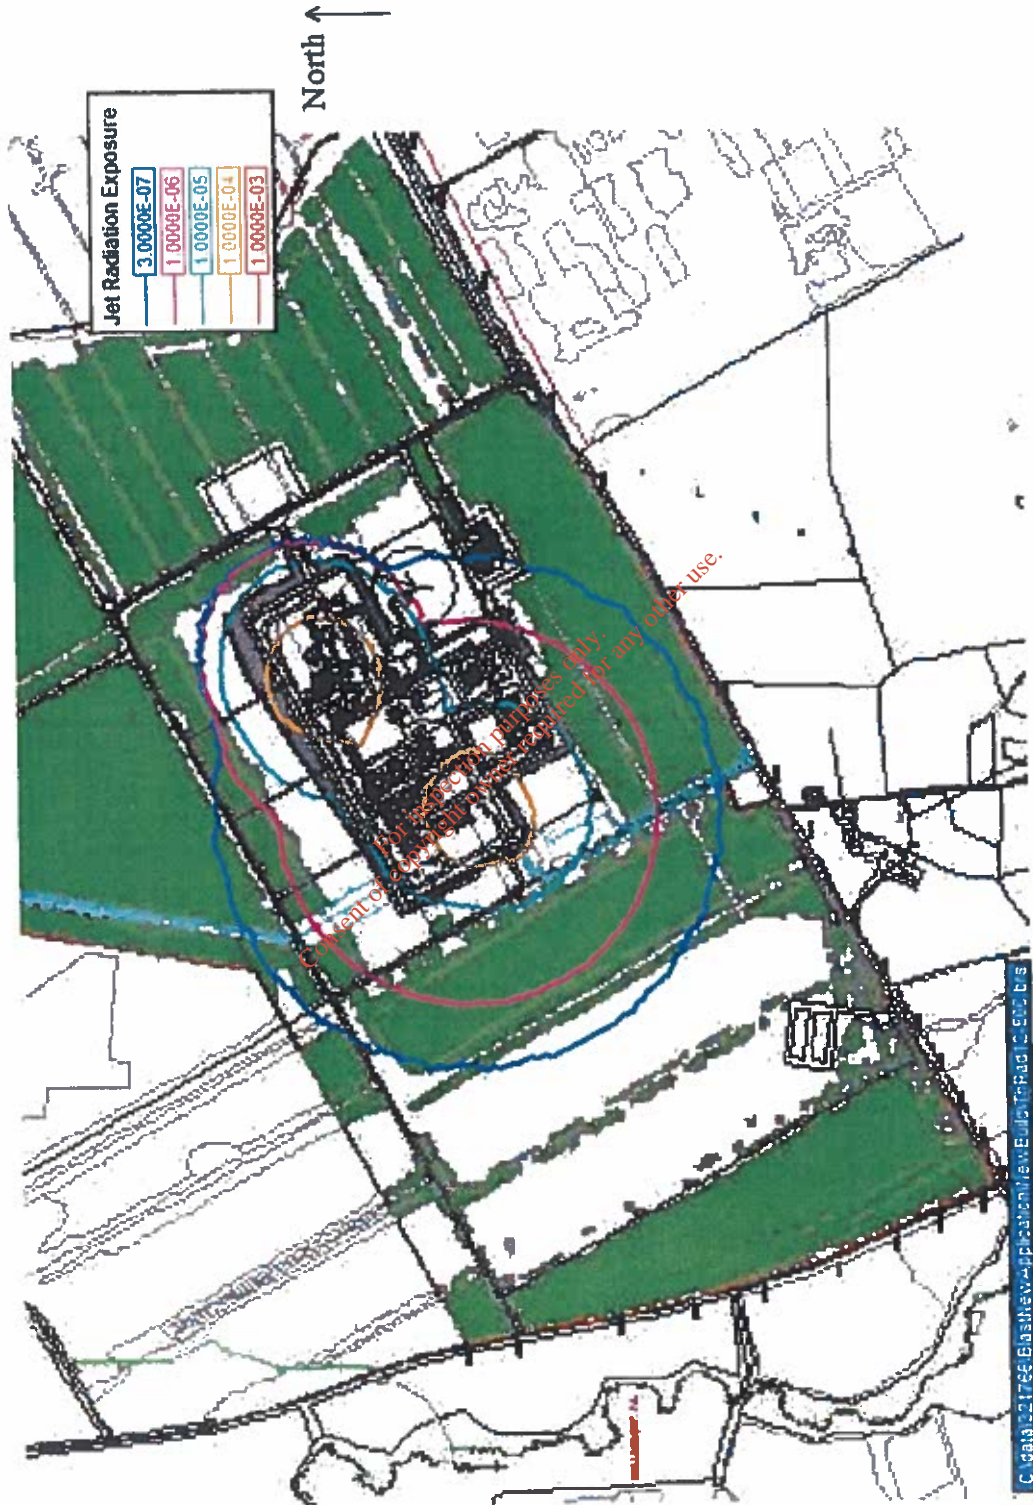 Jet Radiation Exposure
3.0000E-07
1.0000E-06
1.0000E-05
1.0000E-04
1.0000E-03
North
For inspection purposes only.
Consent of copyright owner required for any other use.